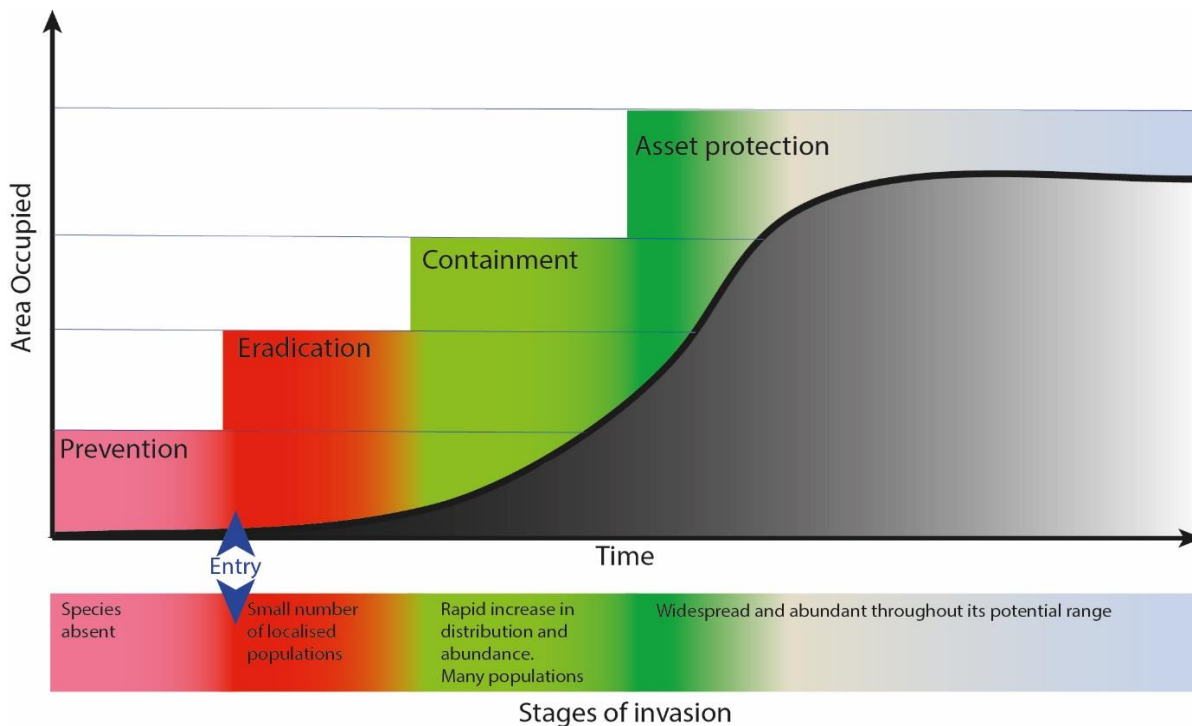 Area Occupied
Asset protection
Containment
Eradication
Prevention
Time
Entry
Species
absent
Small number
of localised
populations
Rapid increase in
distribution and
abundance.
Many populations
Widespread and abundant throughout its potential range
Stages of invasion